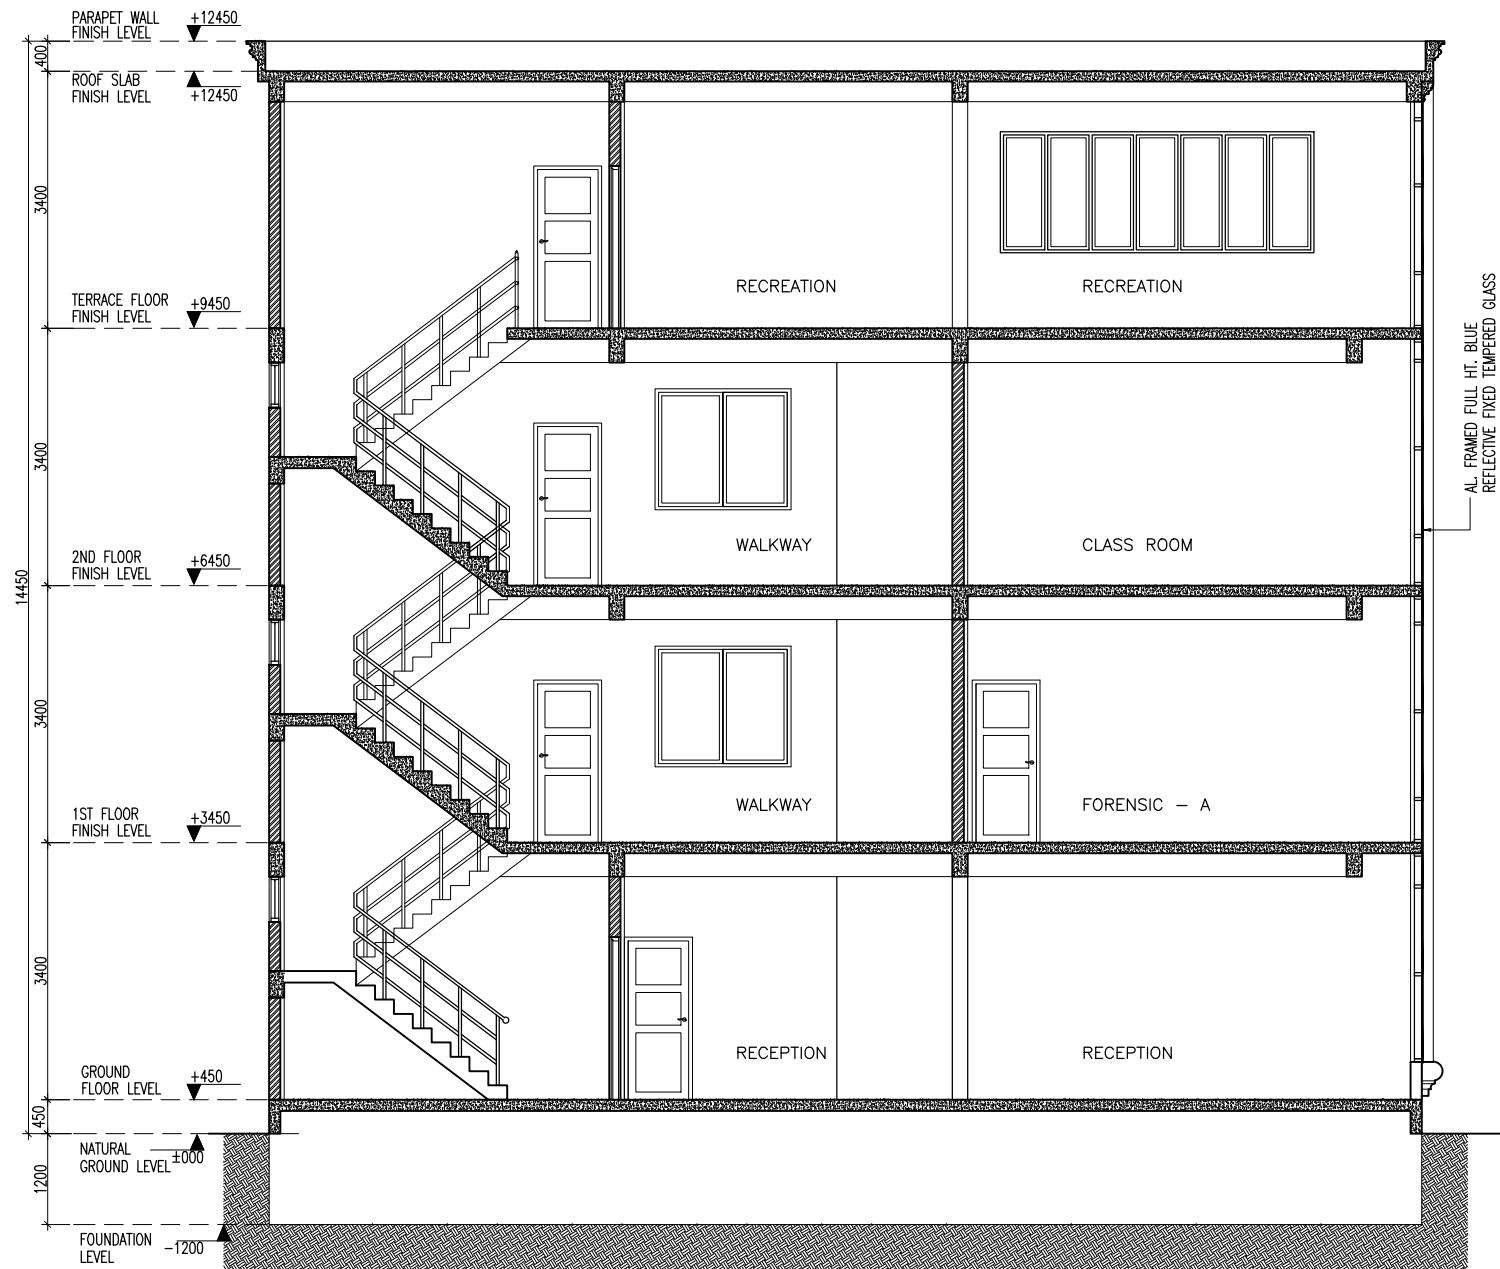 PARAPET WALL
FINISH LEVEL
+12450
400
ROOF SLAB
FINISH LEVEL
+12450
3400
RECREATION
RECREATION
TERRACE FLOOR
FINISH LEVEL
+9450
AL. FRAMED FULL HT. BLUE
REFLECTIVE FIXED TEMPERED GLASS
3400
WALKWAY
CLASS ROOM
2ND FLOOR
FINISH LEVEL
+6450
14450
3400
WALKWAY
FORENSIC - A
1ST FLOOR
FINISH LEVEL
+3450
3400
RECEPTION
RECEPTION
GROUND
FLOOR LEVEL
+450
450
NATURAL
GROUND LEVEL
±000
1200
FOUNDATION
LEVEL
-1200